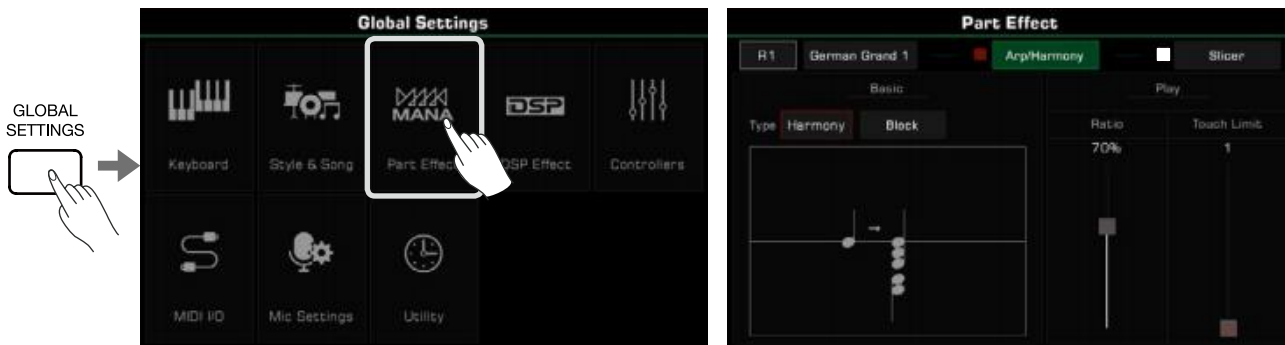 GLOBAL
SETTINGS
Global Settings
MANA
DSP
Keyboard
Style & Song
Part Effect
DSP Effect
Controllers
MIDI I/O
Mic Settings
Utility
Part Effect
R1
German Grand 1
Arp/Harmony
Slicer
Basic
Play
Type
Harmony
Block
Ratio
Touch Limit
70%
1